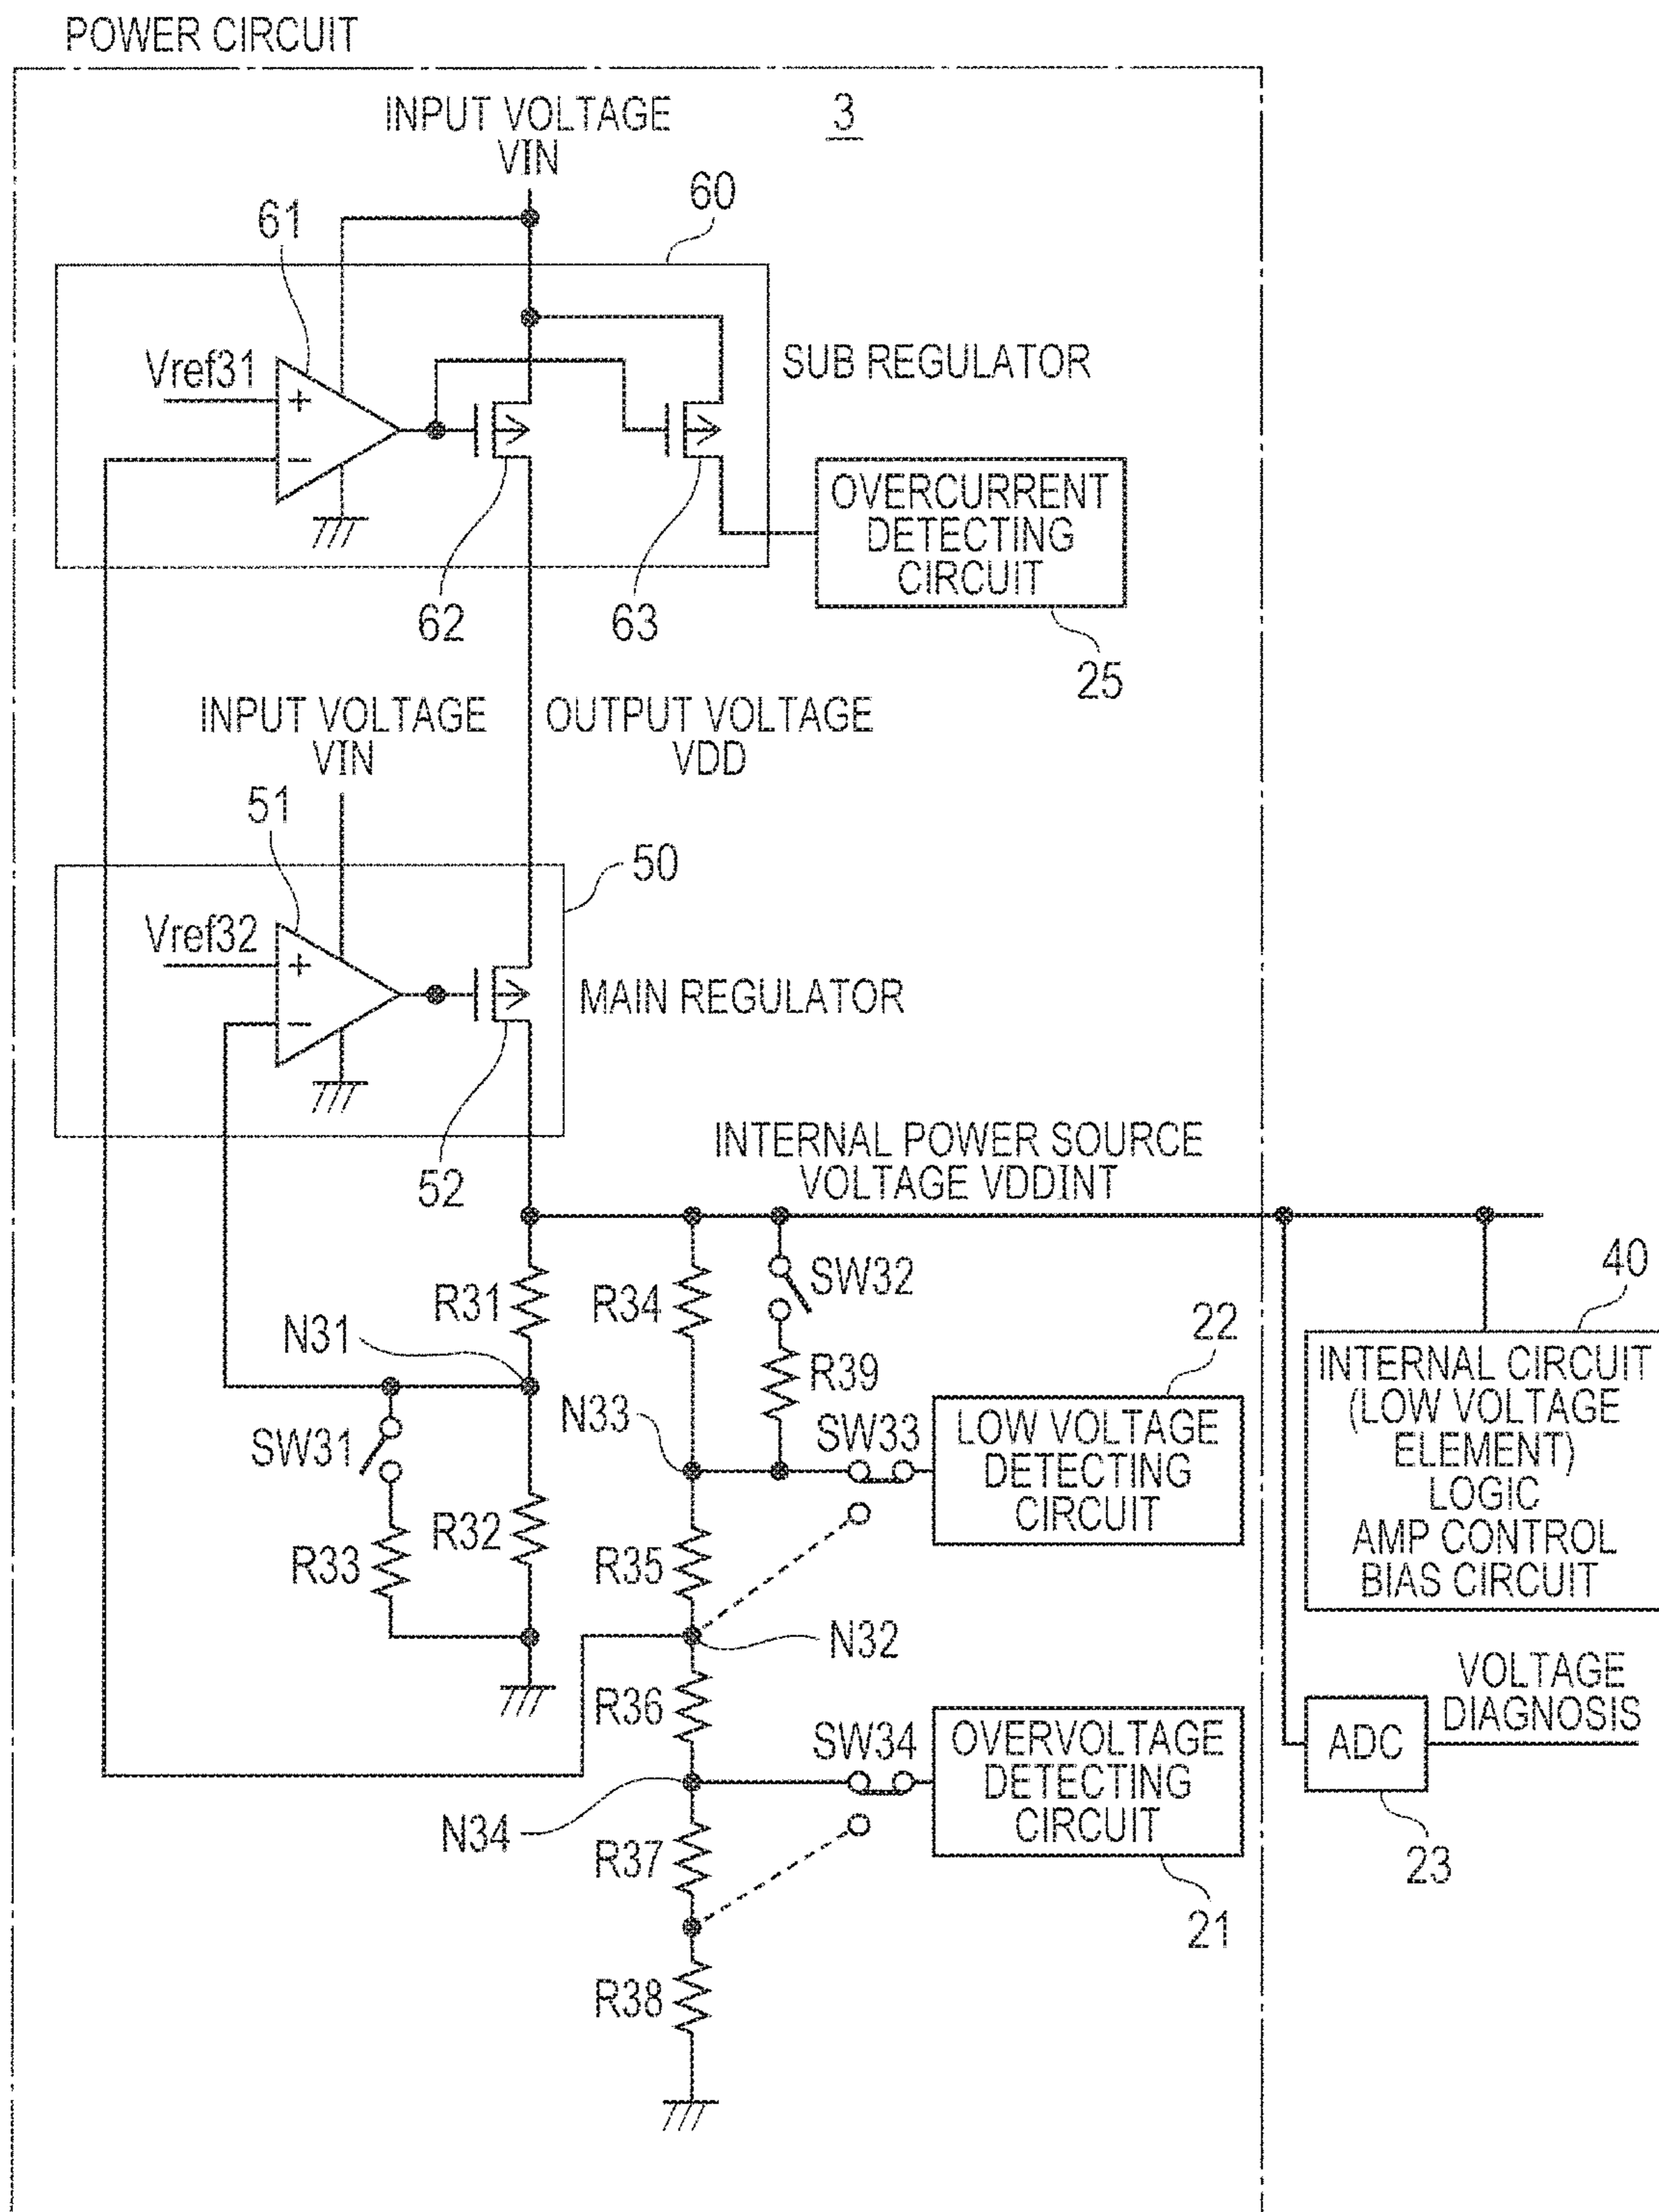 POWER CIRCUIT
INPUT VOLTAGE
VIN
3
60
61
Vref31
+
−
SUB REGULATOR
OVERCURRENT
DETECTING
CIRCUIT
62
63
25
INPUT VOLTAGE
VIN
OUTPUT VOLTAGE
VDD
51
50
Vref32
+
−
MAIN REGULATOR
52
INTERNAL POWER SOURCE
VOLTAGE VDDINT
R31
R34
SW32
40
N31
22
R39
INTERNAL CIRCUIT
(LOW VOLTAGE
ELEMENT)
LOGIC
AMP CONTROL
BIAS CIRCUIT
N33
SW33
LOW VOLTAGE
DETECTING
CIRCUIT
SW31
R33
R32
R35
N32
R36
SW34
OVERVOLTAGE
DETECTING
CIRCUIT
VOLTAGE
DIAGNOSIS
ADC
N34
R37
23
21
R38